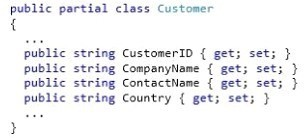 public partial class Customer
{
...
public string CustomerID { get; set; }
public string CompanyName { get; set; }
public string ContactName { get; set; }
public string Country { get; set; }
...
}